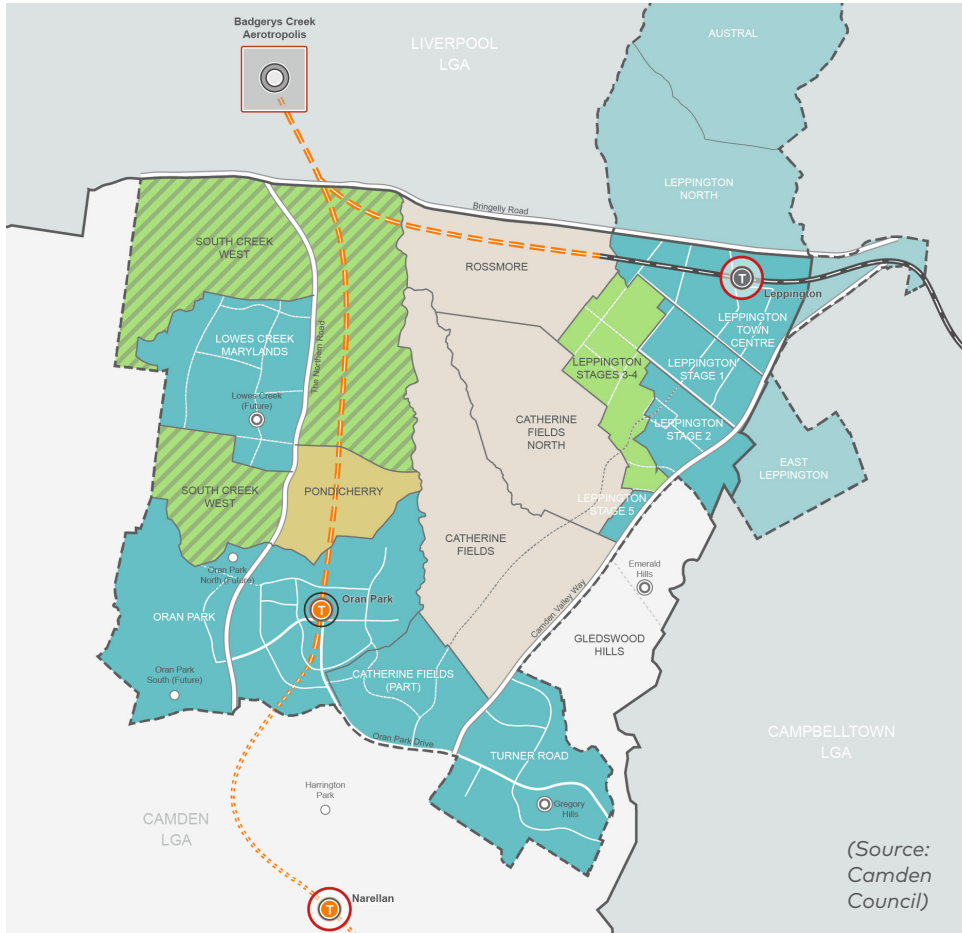 Badgerys Creek
Aerotropolis
LIVERPOOL
LGA
AUSTRAL
LEPPINGTON
NORTH
Bringelly Road
SOUTH CREEK
WEST
ROSSMORE
T
Leppington
LEPPINGTON
TOWN
CENTRE
The Northern Road
LOWES CREEK
MARYLANDS
LEPPINGTON
STAGES 3-4
LEPPINGTON
STAGE 1
Lowes Creek
(Future)
CATHERINE
FIELDS
NORTH
LEPPINGTON
STAGE 2
EAST
LEPPINGTON
SOUTH CREEK
WEST
PONDICHERRY
LEPPINGTON
STAGE 5
CATHERINE
FIELDS
Oran Park
North (Future)
Emerald
Hills
T
Oran Park
ORAN PARK
Camden Valley Way
GLEDSWOOD
HILLS
Oran Park
South (Future)
CATHERINE FIELDS
(PART)
Oran Park Drive
TURNER ROAD
CAMPBELLTOWN
LGA
Harrington
Park
Gregory
Hills
CAMDEN
LGA
(Source:
Camden
Council)
Narellan
T